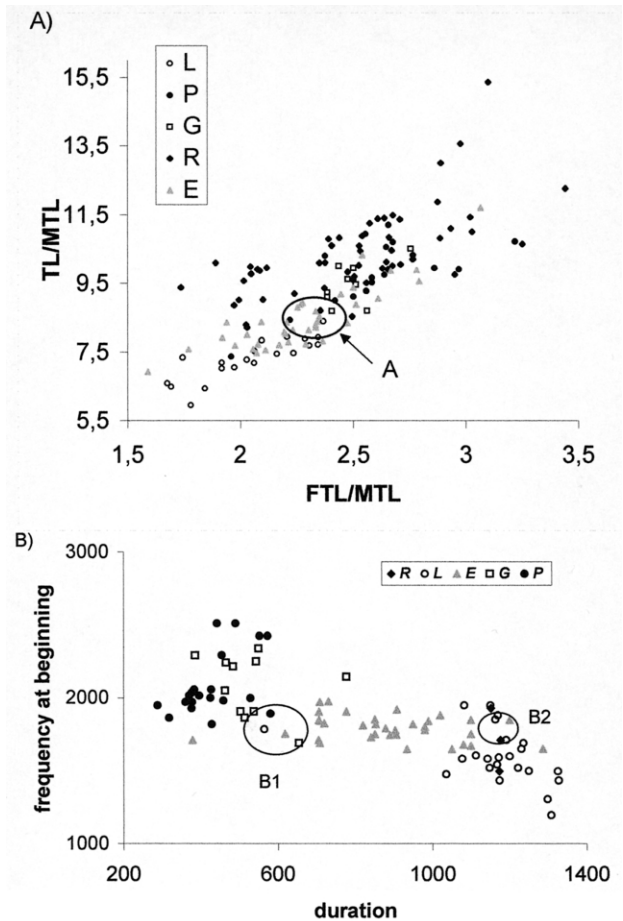 A)
L
P
G
R
E
15,5
13,5
11,5
9,5
7,5
5,5
TL/MTL
A
1,5 2 2,5 3 3,5
FTL/MTL
B)
3000
2000
1000
frequency at beginning
R L E G P
B1
B2
200 600 1000 1400
duration